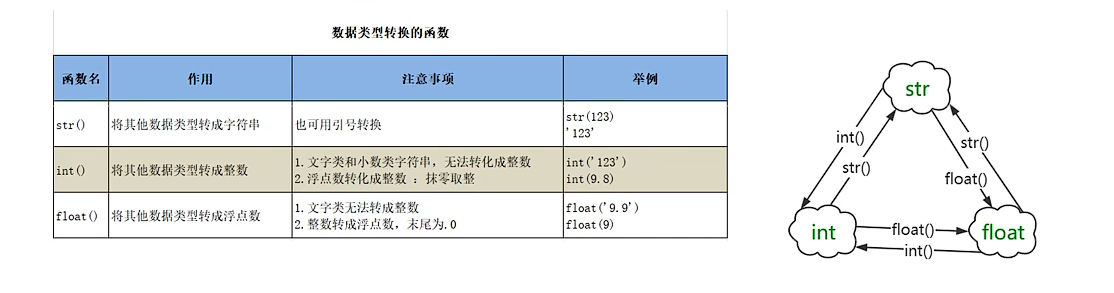 数据类型转换的函数
函数名 作用 注意事项 举例
str() 将其他数据类型转成字符串 也可用引号转换 str(123)
'123'
int() 将其他数据类型转成整数 1.文字类和小数类字符串，无法转化成整数 int('123')
2.浮点数转化成整数 ：抹零取整 int(9.8)
float() 将其他数据类型转成浮点数 1.文字类无法转成整数 float('9.9')
2.整数转成浮点数，末尾为.0 float(9)
str
int()
str()
str()
float()
int
float()
int()
float